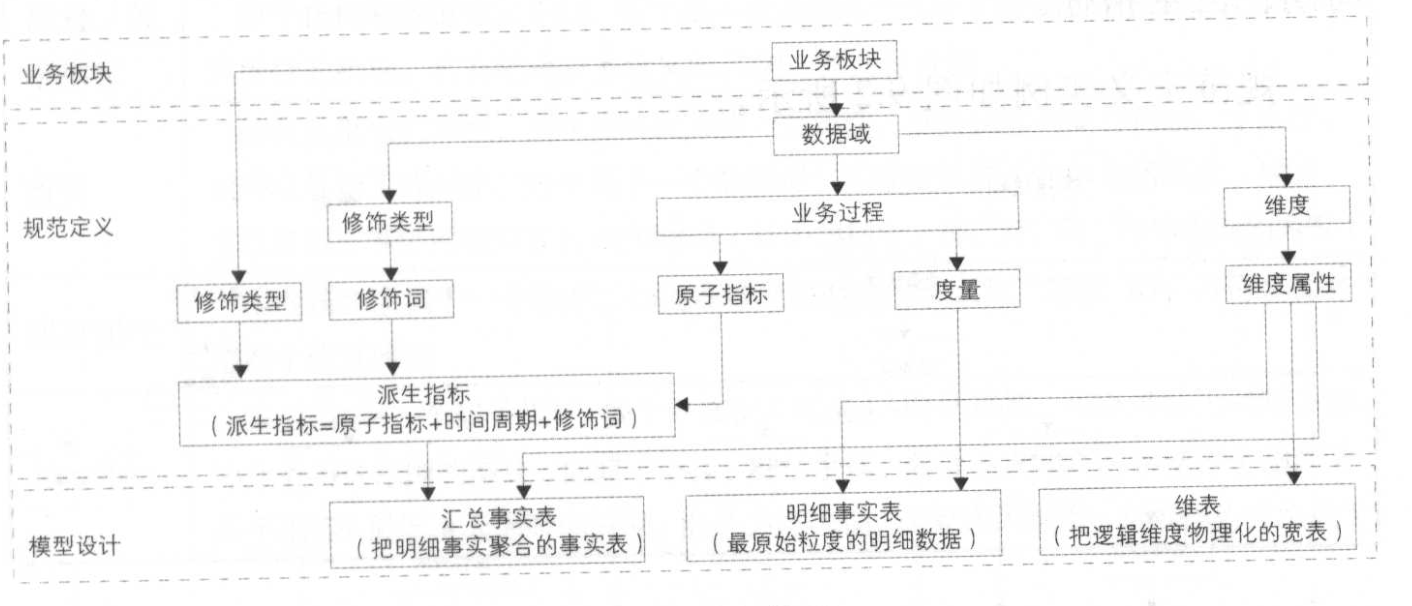 业务板块
业务板块
数据域
规范定义
修饰类型
业务过程
维度
修饰类型
修饰词
原子指标
度量
维度属性
派生指标
(派生指标=原子指标+时间周期+修饰词)
模型设计
汇总事实表
(把明细事实聚合的事实表)
明细事实表
(最原始粒度的明细数据)
维表
(把逻辑维度物理化的宽表)